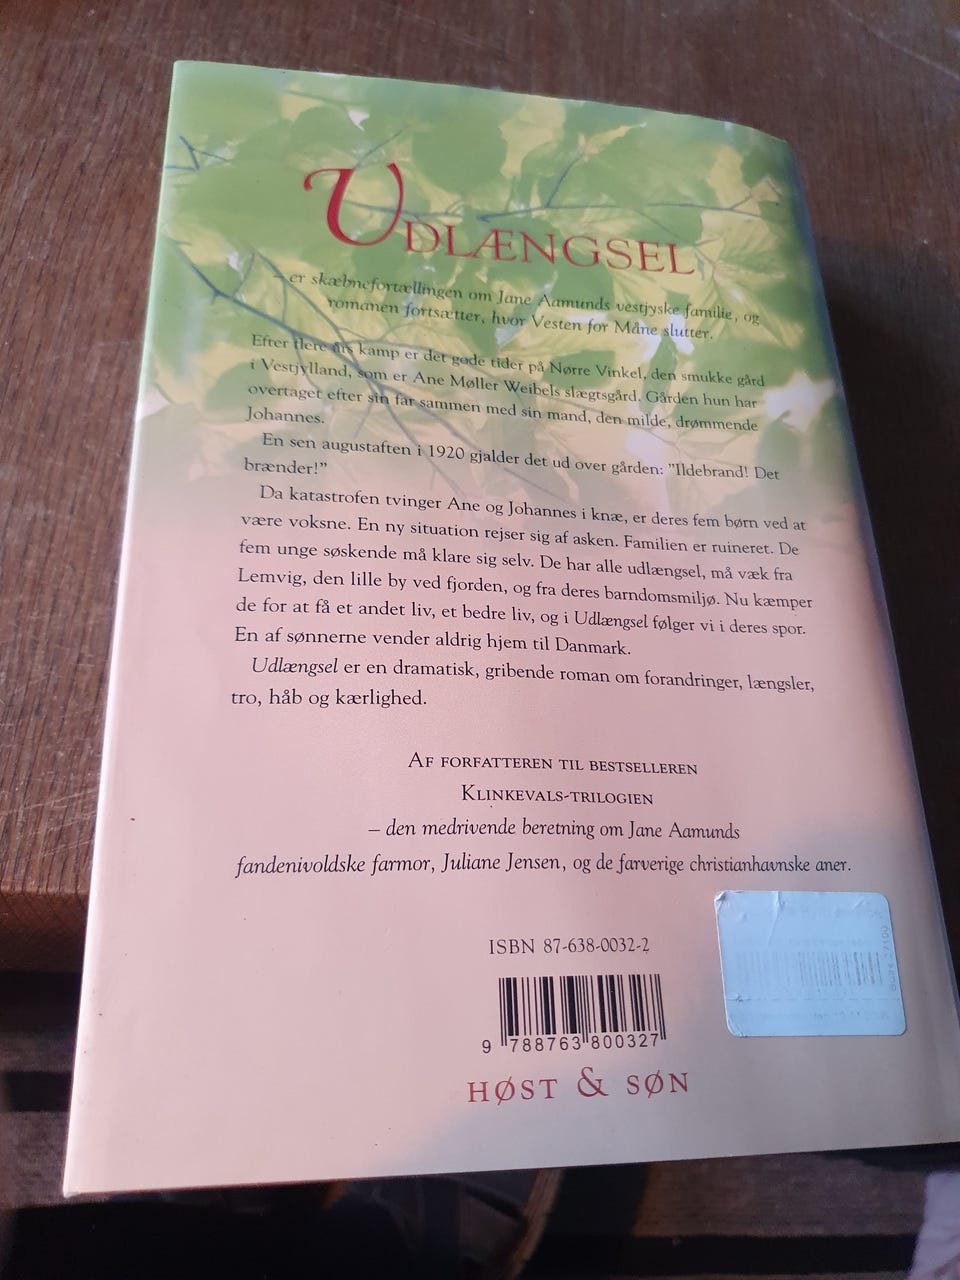 UDLÆNGSEL
– er skæbnefortællingen om Jane Aamunds vestjyske familie, og
romanen fortsætter, hvor Vesten for Måne slutter.
Efter flere års kamp er det gode tider på Nørre Vinkel, den smukke gård
i Vestjylland, som er Ane Møller Weibels slægtsgård. Gården hun har
overtaget efter sin far sammen med sin mand, den milde, drømmende
Johannes.
En sen augustaften i 1920 gjalder det ud over gården: "Ildebrand! Det
brænder!"
Da katastrofen tvinger Ane og Johannes i knæ, er deres fem børn ved at
være voksne. En ny situation rejser sig af asken. Familien er ruineret. De
fem unge søskende må klare sig selv. De har alle udlængsel, må væk fra
Lemvig, den lille by ved fjorden, og fra deres barndomsmiljø. Nu kæmper
de for at få et andet liv, et bedre liv, og i Udlængsel følger vi i deres spor.
En af sønnerne vender aldrig hjem til Danmark.
Udlængsel er en dramatisk, gribende roman om forandringer, længsler,
tro, håb og kærlighed.
AF FORFATTEREN TIL BESTSELLEREN
KLINKEVALS-TRILOGIEN
– den medrivende beretning om Jane Aamunds
fandenivoldske farmor, Juliane Jensen, og de farverige christianhavnske aner.
ISBN 87-638-0032-2
9 788763 800327
HØST & SØN